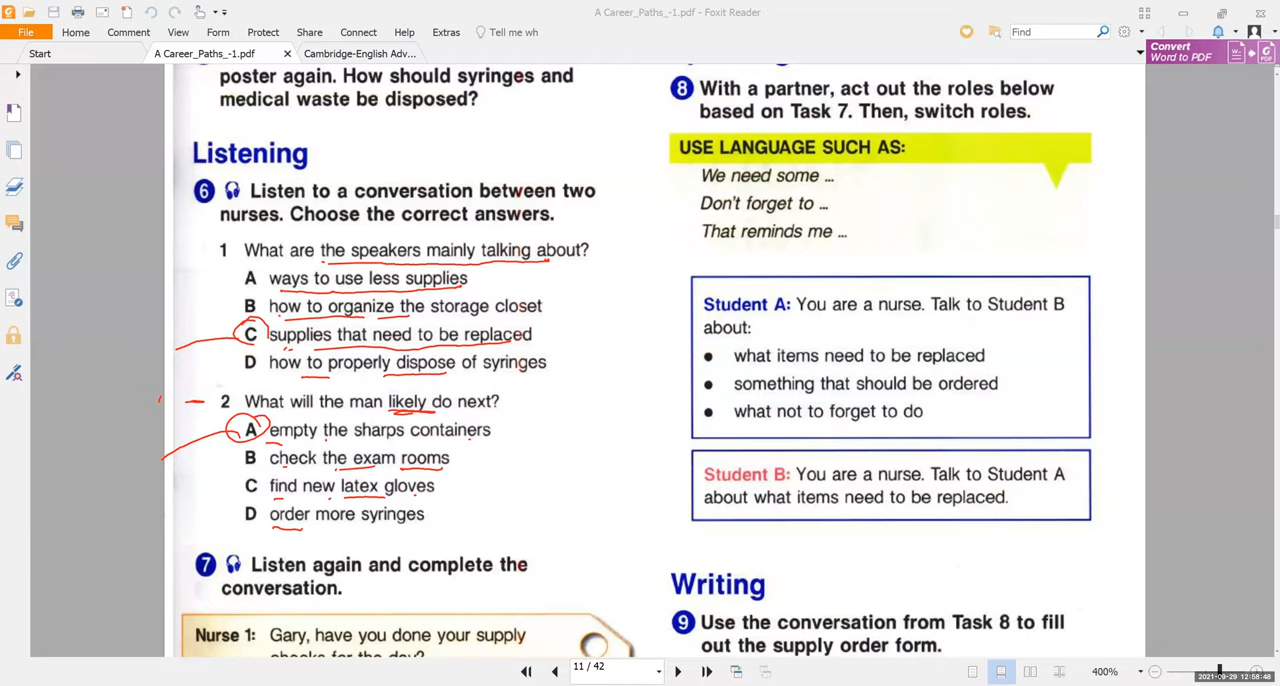 A Career_Paths_-1.pdf - Foxit Reader
File Home Comment View Form Protect Share Connect Help Extras Tell me wh Find
Start A Career_Paths_-1.pdf Cambridge-English Adv...
Convert
Word to PDF
PDF
poster again. How should syringes and
medical waste be disposed?
Listening
6 Listen to a conversation between two
nurses. Choose the correct answers.
1 What are the speakers mainly talking about?
A ways to use less supplies
B how to organize the storage closet
C supplies that need to be replaced
D how to properly dispose of syringes
2 What will the man likely do next?
A empty the sharps containers
B check the exam rooms
C find new latex gloves
D order more syringes
7 Listen again and complete the
conversation.
Nurse 1: Gary, have you done your supply
checks for the day?
8 With a partner, act out the roles below
based on Task 7. Then, switch roles.
USE LANGUAGE SUCH AS:
We need some ...
Don't forget to ...
That reminds me ...
Student A: You are a nurse. Talk to Student B
about:
• what items need to be replaced
• something that should be ordered
• what not to forget to do
Student B: You are a nurse. Talk to Student A
about what items need to be replaced.
Writing
9 Use the conversation from Task 8 to fill
out the supply order form.
11 / 42
400%
2021-09-29 12:58:48